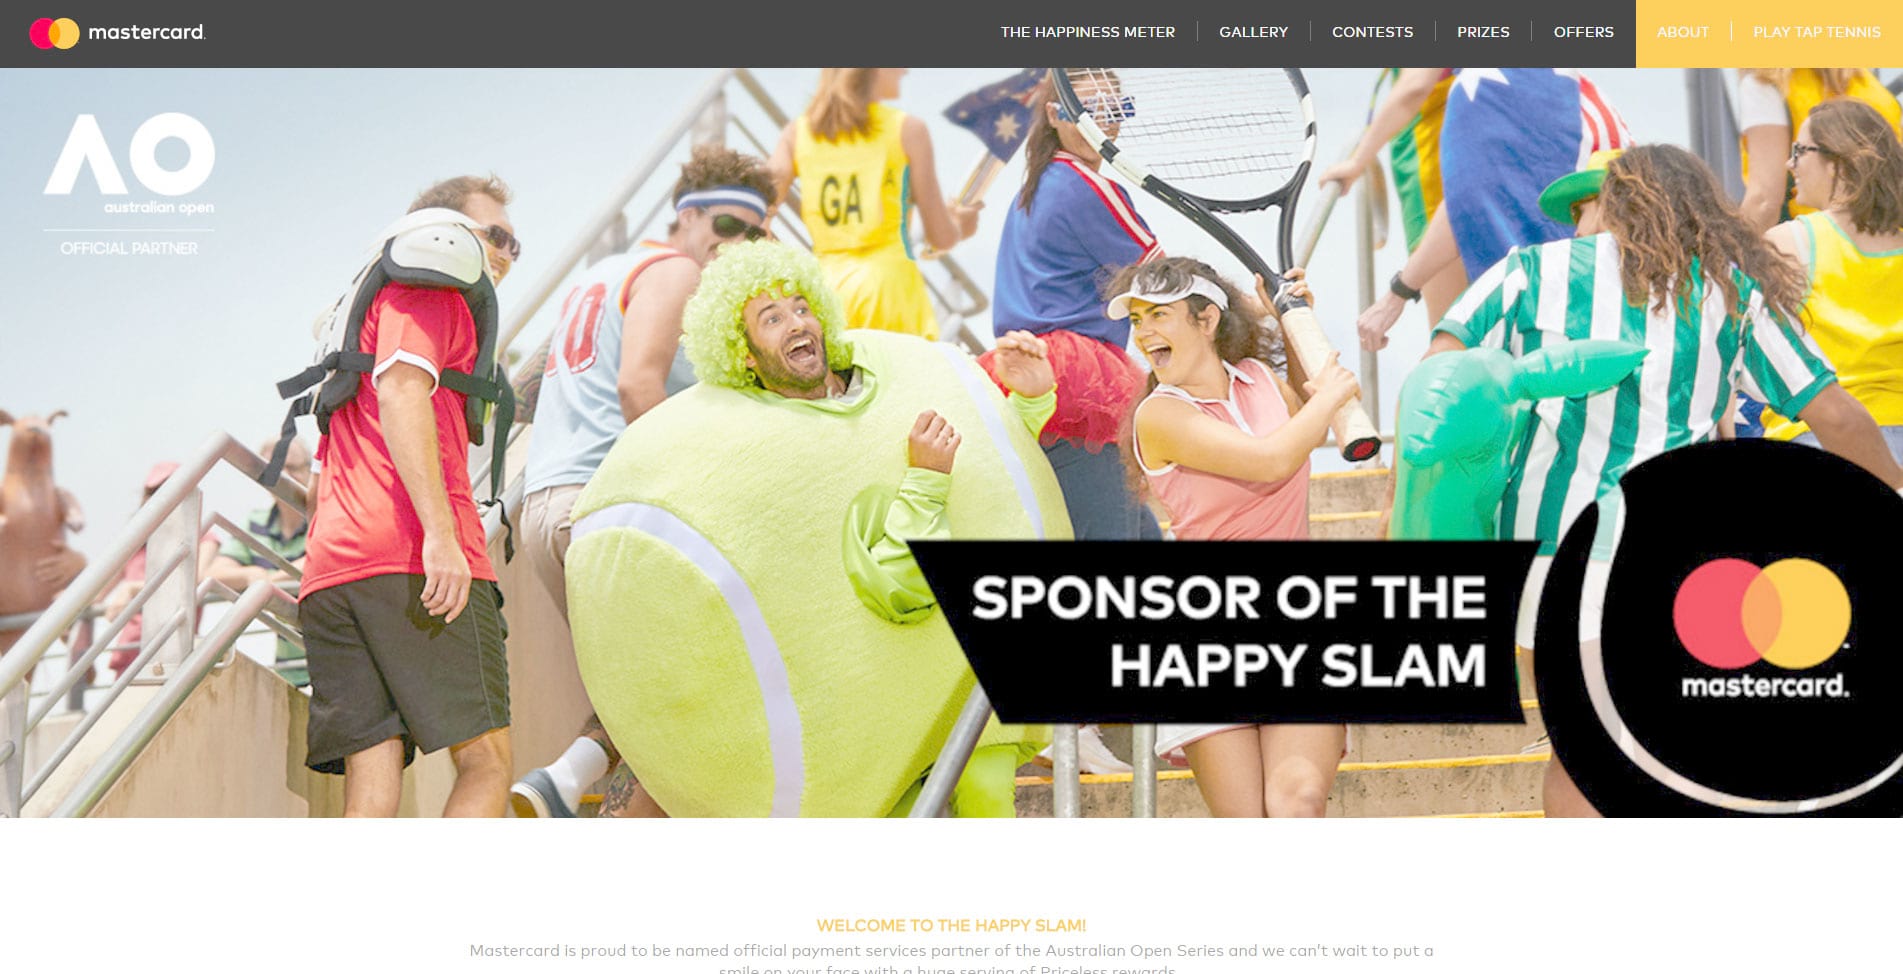 mastercard.
THE HAPPINESS METER
GALLERY
CONTESTS
PRIZES
OFFERS
ABOUT
PLAY TAP TENNIS
AO
australian open
OFFICIAL PARTNER
GA
10
SPONSOR OF THE
HAPPY SLAM
mastercard.
WELCOME TO THE HAPPY SLAM!
Mastercard is proud to be named official payment services partner of the Australian Open Series and we can't wait to put a
smile on your face with a huge serving of Priceless rewards.